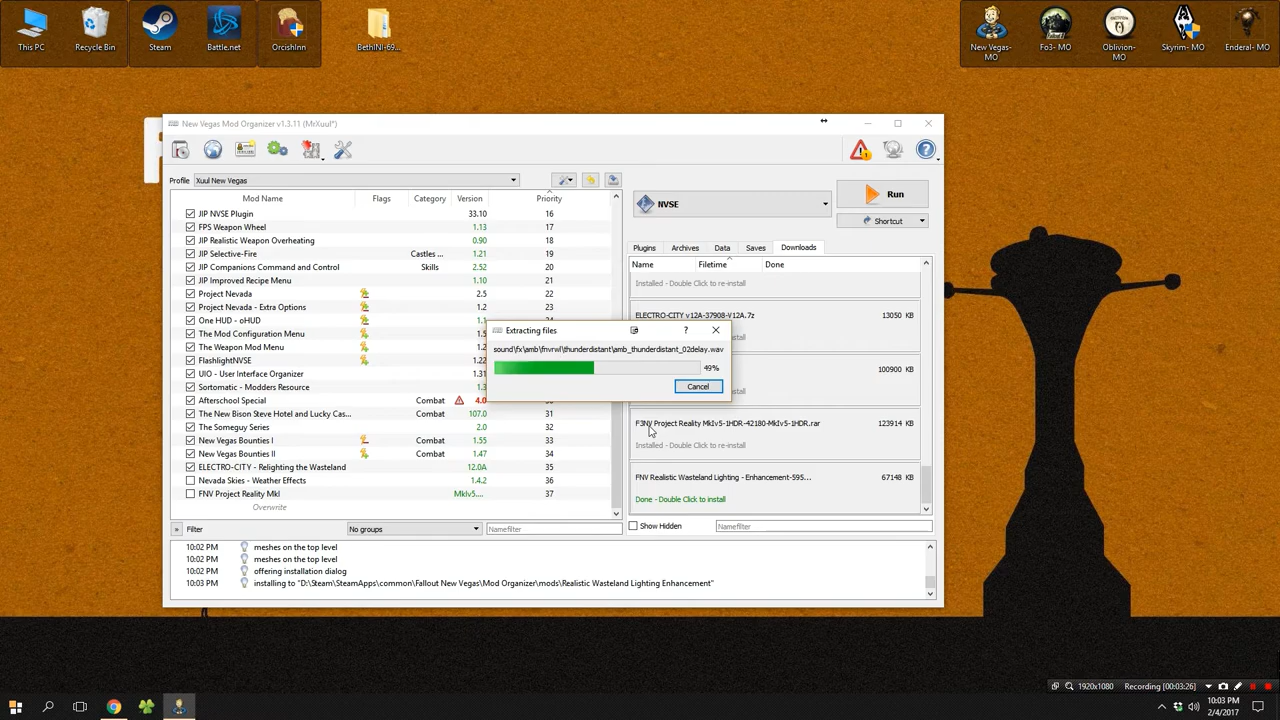 This PC
Recycle Bin
Steam
Battle.net
OrcishInn
BethINI-69...
New Vegas- MO
Fo3- MO
Oblivion- MO
Skyrim- MO
Enderal- MO
New Vegas Mod Organizer v1.3.11 (MrXuul*)
Profile
Xuul New Vegas
NVSE
Run
Shortcut
Mod Name
Flags
Category
Version
Priority
JIP NVSE Plugin 33.10 16
FPS Weapon Wheel 1.13 17
JIP Realistic Weapon Overheating 0.90 18
JIP Selective-Fire Castles ... 1.21 19
JIP Companions Command and Control Skills 2.52 20
JIP Improved Recipe Menu 1.10 21
Project Nevada 2.5 22
Project Nevada - Extra Options 1.2 23
One HUD - oHUD
The Mod Configuration Menu
The Weapon Mod Menu
FlashlightNVSE 1.22
UIO - User Interface Organizer 1.31
Sortomatic - Modders Resource 1.3
Afterschool Special Combat 4.0
The New Bison Steve Hotel and Lucky Cas... Combat 107.0 31
The Someguy Series 2.0 32
New Vegas Bounties I Combat 1.55 33
New Vegas Bounties II Combat 1.47 34
ELECTRO-CITY - Relighting the Wasteland 12.0A 35
Nevada Skies - Weather Effects 1.4.2 36
FNV Project Reality MkI MkIv5.... 37
Overwrite
» Filter
No groups
Namefilter
Plugins
Archives
Data
Saves
Downloads
Name
Filetime
Done
Installed - Double Click to re-install
ELECTRO-CITY v12A-37908-V12A.7z 13050 KB
100900 KB
F3NV Project Reality MkIv5-1HDR-42180-MkIv5-1HDR.rar 123914 KB
Installed - Double Click to re-install
FNV Realistic Wasteland Lighting - Enhancement-595... 67148 KB
Done - Double Click to install
Show Hidden
Namefilter
Extracting files
?
sound\fx\amb\fnvrwl\thunderdistant\amb_thunderdistant_02delay.wav
49%
Cancel
10:02 PM meshes on the top level
10:02 PM meshes on the top level
10:02 PM offering installation dialog
10:03 PM installing to "D:\Steam\SteamApps\common\Fallout New Vegas\Mod Organizer\mods\Realistic Wasteland Lighting Enhancement"
1920x1080
Recording [00:03:26]
10:03 PM
2/4/2017